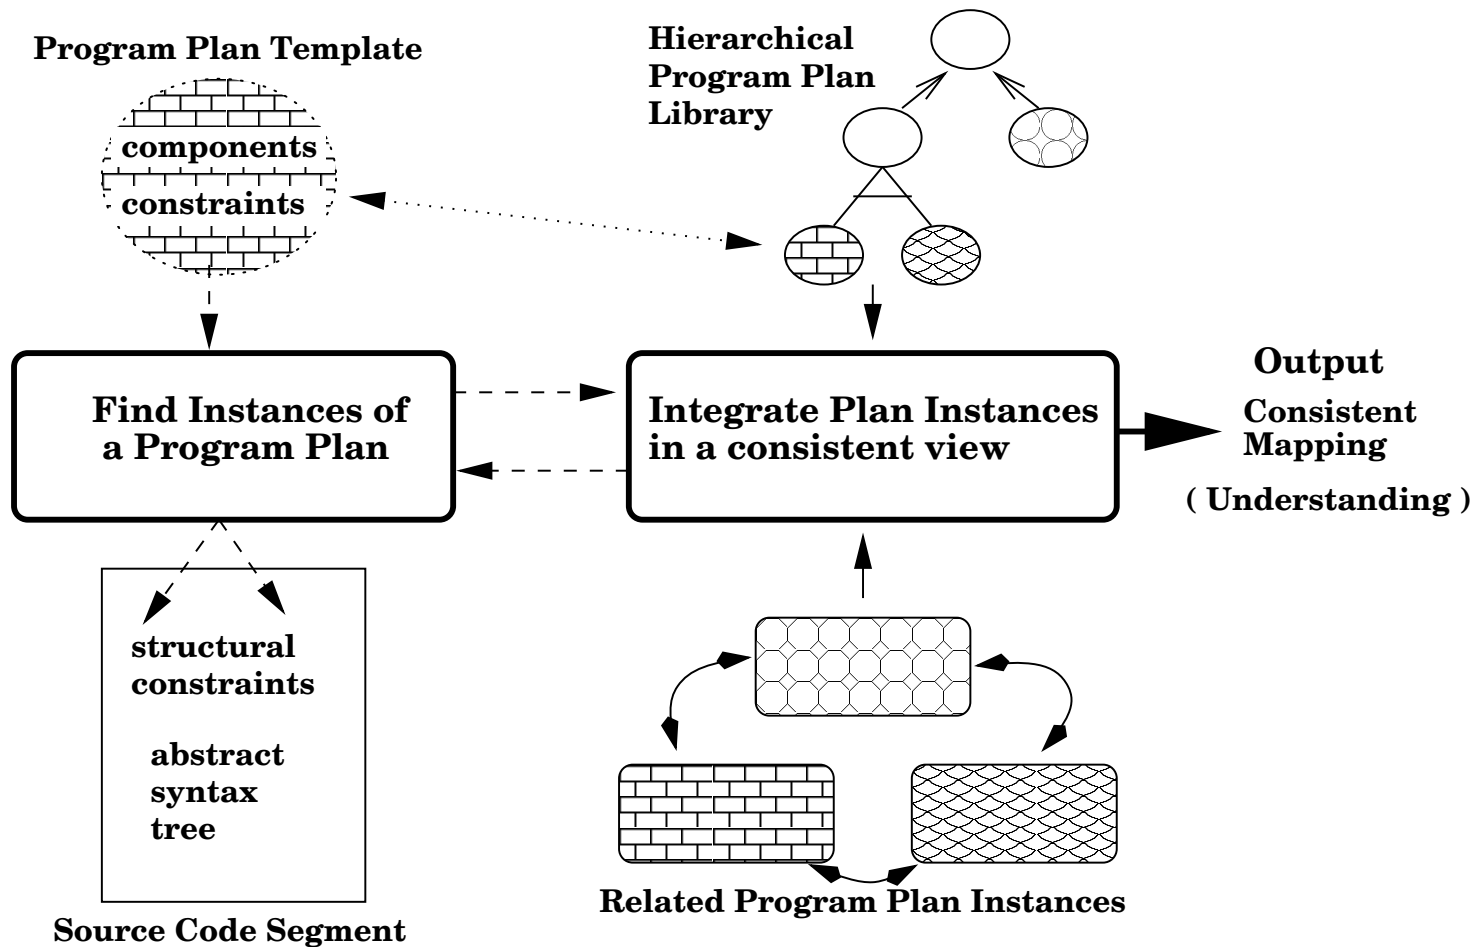 Program Plan Template
components
constraints
Hierarchical
Program Plan
Library
Find Instances of
a Program Plan
Integrate Plan Instances
in a consistent view
Output
Consistent
Mapping
( Understanding )
structural
constraints
abstract
syntax
tree
Source Code Segment
Related Program Plan Instances